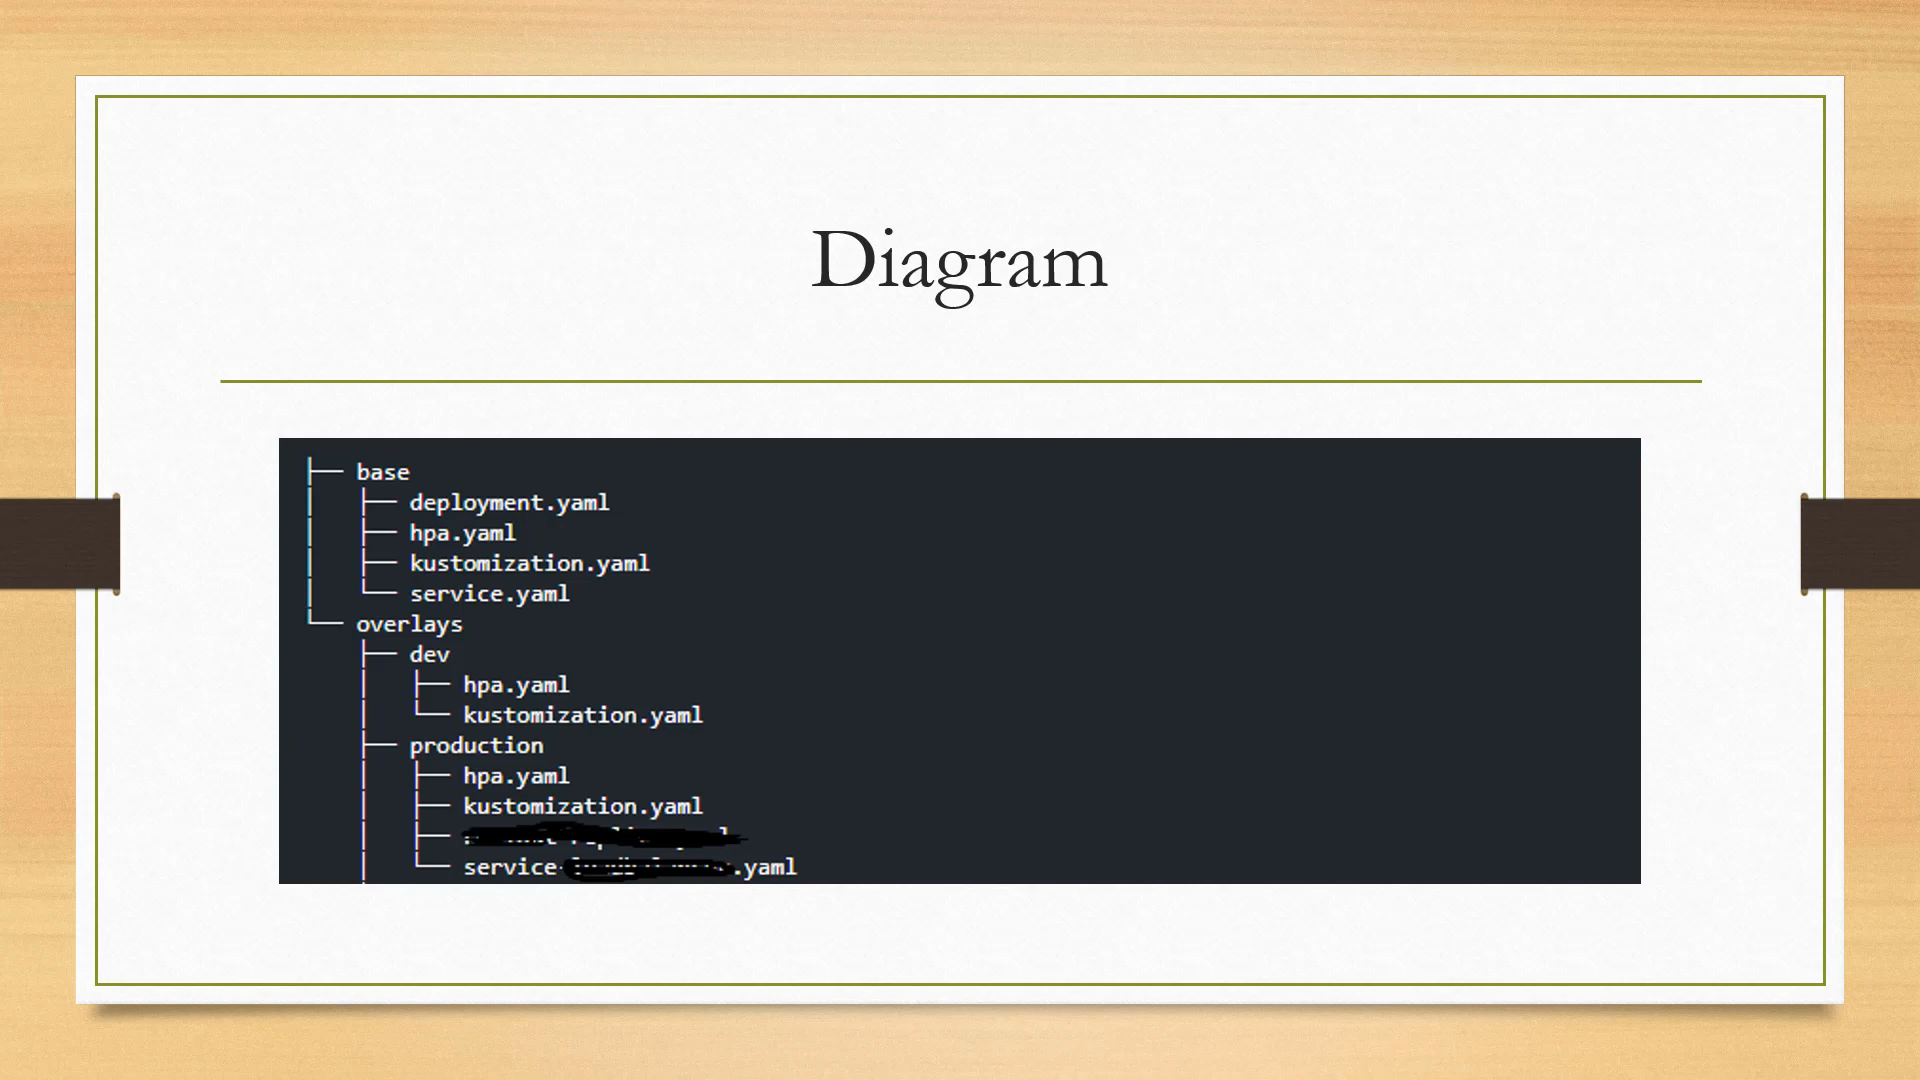 Diagram
├── base
│   ├── deployment.yaml
│   ├── hpa.yaml
│   ├── kustomization.yaml
│   └── service.yaml
└── overlays
    ├── dev
    │   ├── hpa.yaml
    │   └── kustomization.yaml
    ├── production
    │   ├── hpa.yaml
    │   ├── kustomization.yaml
    │   ├──
    │   └── service- .yaml